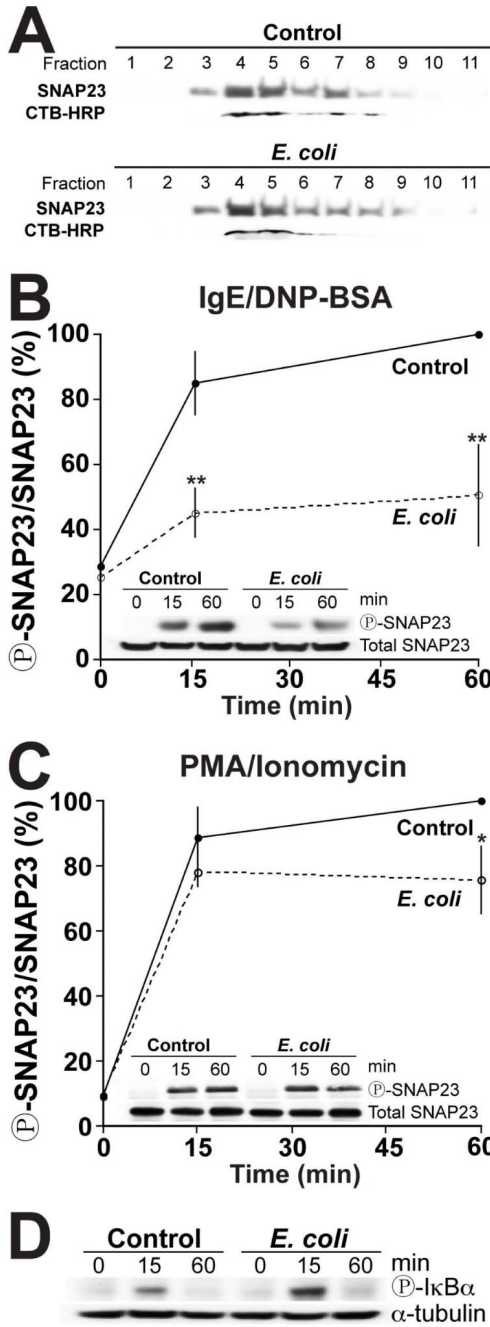 A
Control
Fraction 1 2 3 4 5 6 7 8 9 10 11
SNAP23
CTB-HRP
E. coli
Fraction 1 2 3 4 5 6 7 8 9 10 11
SNAP23
CTB-HRP
B IgE/DNP-BSA
Ⓟ-SNAP23/SNAP23 (%)
100
80
60
40
20
0
Control
**
**
E. coli
Control E. coli
0 15 60 0 15 60 min
Ⓟ-SNAP23
Total SNAP23
0 15 30 45 60
Time (min)
C PMA/Ionomycin
Ⓟ-SNAP23/SNAP23 (%)
100
80
60
40
20
0
Control
*
E. coli
Control E. coli
0 15 60 0 15 60 min
Ⓟ-SNAP23
Total SNAP23
0 15 30 45 60
Time (min)
D Control E. coli
0 15 60 0 15 60 min
Ⓟ-IκBα
α-tubulin